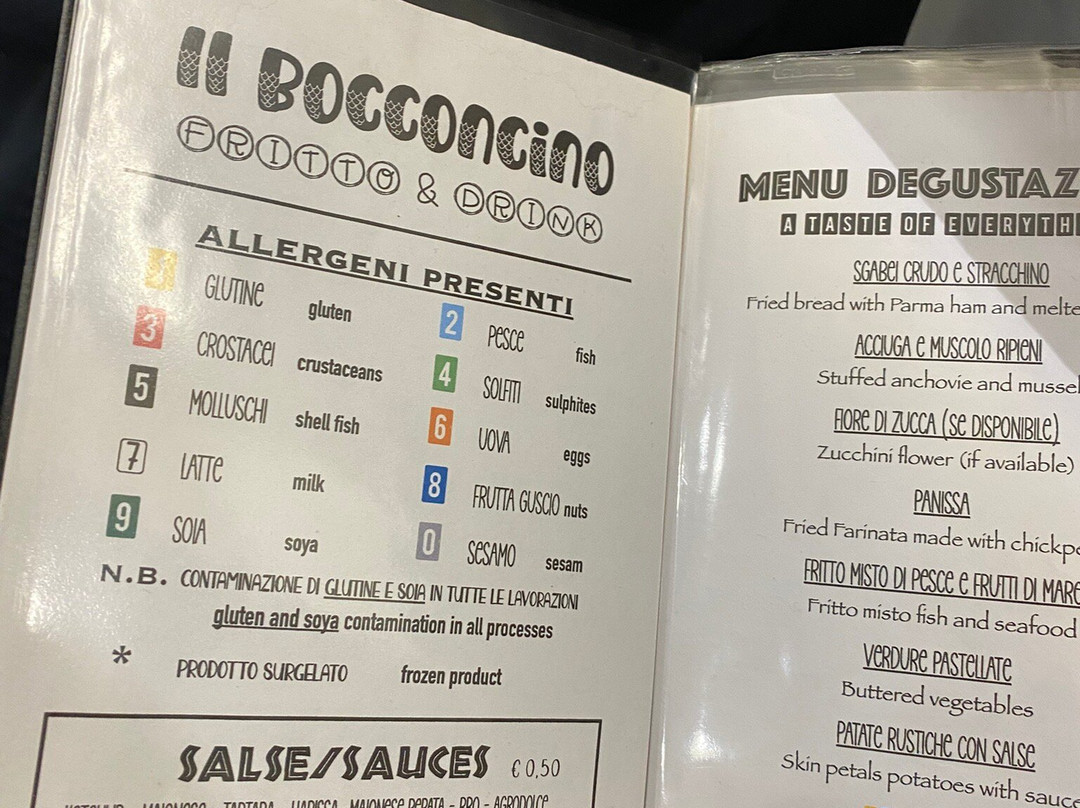 Il BOCCONCINO
FRITTO & DRINK
ALLERGENI PRESENTI
1 GLUTINE gluten
2 PESCE fish
3 CROSTACEI crustaceans
4 SOLFITI sulphites
5 MOLLUSCHI shell fish
6 UOVA eggs
7 LATTE milk
8 FRUTTA GUSCIO nuts
9 SOIA soya
0 SESAMO sesam
N.B. CONTAMINAZIONE DI GLUTINE E SOIA IN TUTTE LE LAVORAZIONI
gluten and soya contamination in all processes
* PRODOTTO SURGELATO frozen product
SALSE/SAUCES € 0,50
MENU DEGUSTAZ
A TASTE OF EVERYTHI
SGABEI CRUDO e STRACCHINO
Fried bread with Parma ham and melte
ACCIUGA e MUSCOLO RIPIENI
Stuffed anchovie and mussel
FIORE DI ZUCCA (SE DISPONIBILE)
Zucchini flower (if available)
PANISSA
Fried Farinata made with chickpe
FRITTO MISTO DI PESCE E FRUTTI DI MARE
Fritto misto fish and seafood
VERDURE PASTELLATE
Buttered vegetables
PATATE RUSTICHE CON SALSE
Skin petals potatoes with sauc